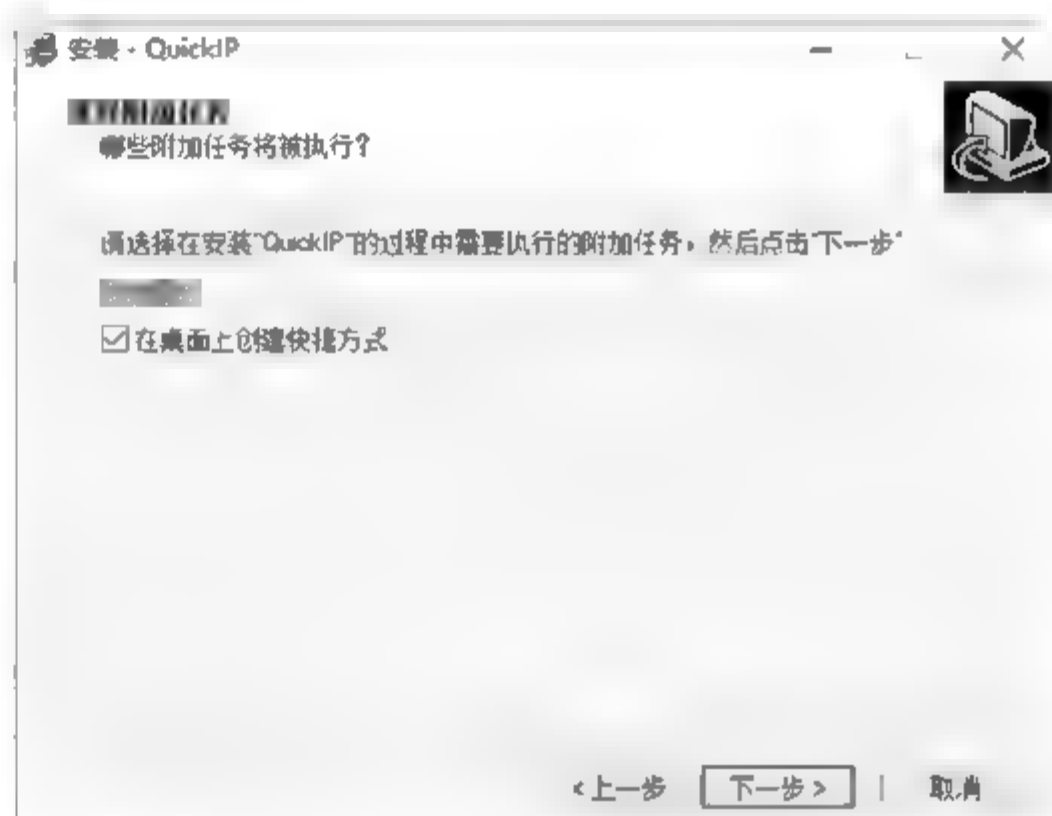 安装 - QuickIP
哪些附加任务将被执行?
请选择在安装"QuickIP"的过程中需要执行的附加任务，然后点击"下一步"
在桌面上创建快捷方式
<上一步 下一步> 取消